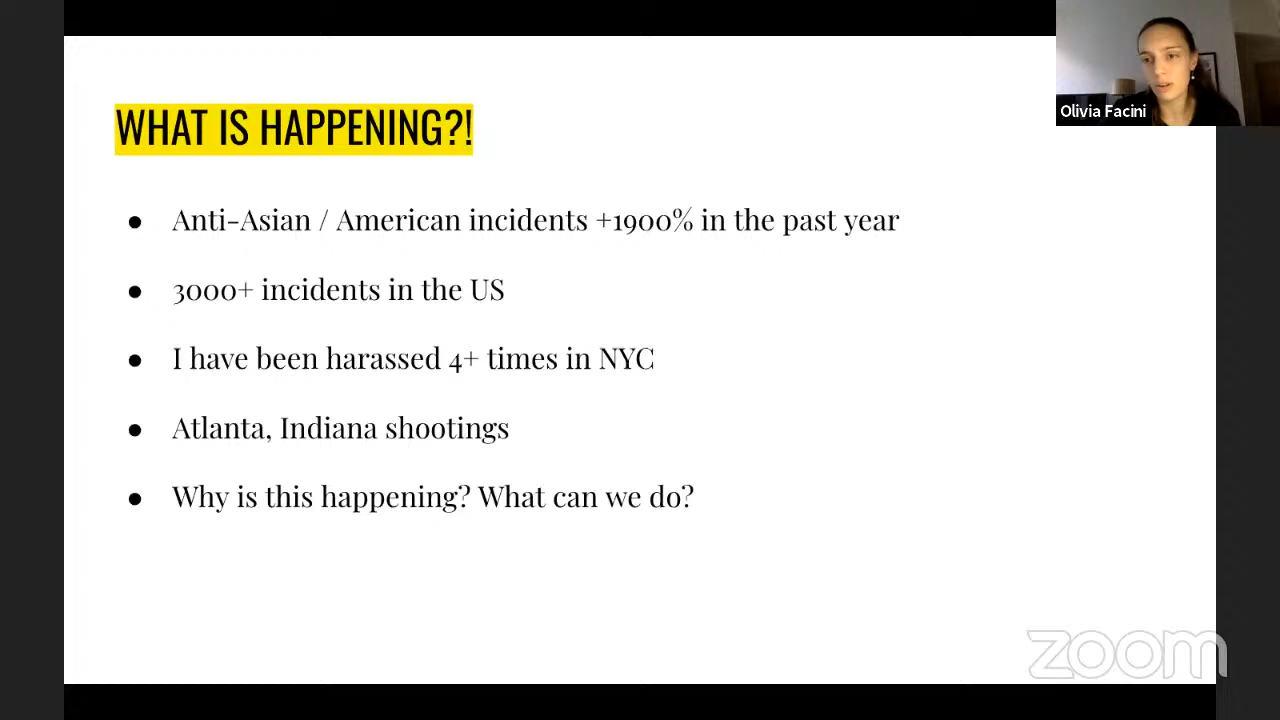 WHAT IS HAPPENING?!
● Anti-Asian / American incidents +1900% in the past year
● 3000+ incidents in the US
● I have been harassed 4+ times in NYC
● Atlanta, Indiana shootings
● Why is this happening? What can we do?
Olivia Facini
zoom